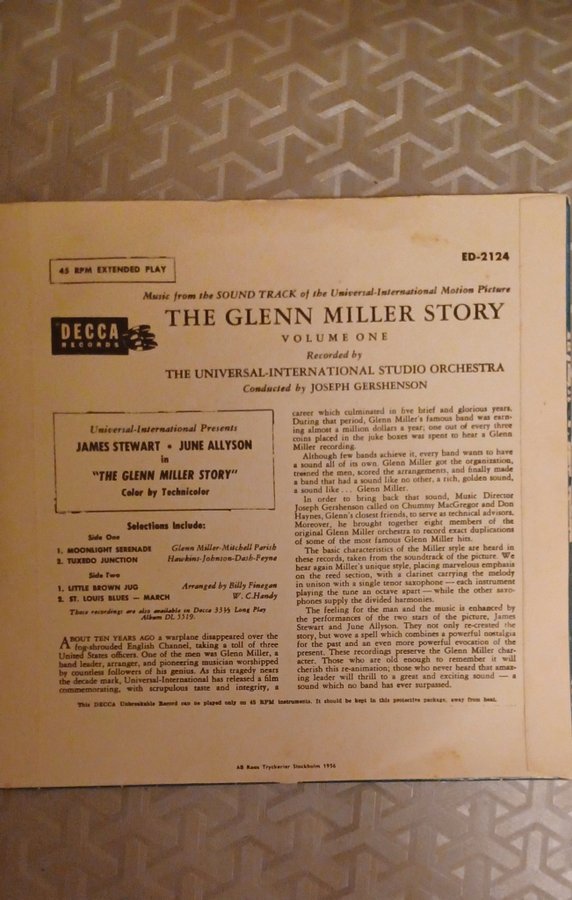 45 RPM EXTENDED PLAY
ED-2124
Music from the SOUND TRACK of the Universal-International Motion Picture
DECCA
RECORDS
THE GLENN MILLER STORY
VOLUME ONE
Recorded by
THE UNIVERSAL-INTERNATIONAL STUDIO ORCHESTRA
Conducted by JOSEPH GERSHENSON
Universal-International Presents
JAMES STEWART • JUNE ALLYSON
in
"THE GLENN MILLER STORY"
Color by Technicolor
Selections Include:
Side One
1. MOONLIGHT SERENADE Glenn Miller-Mitchell Parish
2. TUXEDO JUNCTION Hawkins-Johnson-Dash-Feyne
Side Two
1. LITTLE BROWN JUG Arranged by Billy Finegan
2. ST. LOUIS BLUES — MARCH W. C. Handy
These recordings are also available in Decca 33⅓ Long Play
Album DL 5519.
ABOUT TEN YEARS AGO a warplane disappeared over the
fog-shrouded English Channel, taking a toll of three
United States officers. One of the men was Glenn Miller, a
band leader, arranger, and pioneering musician worshipped
by countless followers of his genius. As this tragedy nears
the decade mark, Universal-International has released a film
commemorating, with scrupulous taste and integrity, a
career which culminated in five brief and glorious years.
During that period, Glenn Miller's famous band was earn-
ing almost a million dollars a year; one out of every three
coins placed in the juke boxes was spent to hear a Glenn
Miller recording.
Although few bands achieve it, every band wants to have
a sound all of its own. Glenn Miller got the organization,
the men, scored the arrangements, and finally made
a band that had a sound like no other, a rich, golden sound,
a sound like . . . Glenn Miller.
In order to bring back that sound, Music Director
Joseph Gershenson called on Chummy MacGregor and Don
Haynes, Glenn's closest friends, to serve as technical advisors.
Moreover, he brought together eight members of the
original Glenn Miller orchestra to record exact duplications
of some of the most famous Glenn Miller hits.
The basic characteristics of the Miller style are heard in
these records, taken from the soundtrack of the picture. We
hear again Miller's unique style, placing marvelous emphasis
on the reed section, with a clarinet carrying the melody
in unison with a single tenor saxophone — each instrument
playing the tune an octave apart — while the other saxo-
phones supply the divided harmonies.
The feeling for the man and the music is enhanced by
the performances of the two stars of the picture, James
Stewart and June Allyson. They not only re-created the
story, but wove a spell which combines a powerful nostalgia
for the past and an even more powerful evocation of the
present. These recordings preserve the Glenn Miller char-
acter. Those who are old enough to remember it will
cherish this re-animation; those who never heard that amaz-
ing leader will thrill to a great and exciting sound — a
sound which no band has ever surpassed.
This DECCA Unbreakable Record can be played only on 45 RPM instruments. It should be kept in this protective package, away from heat.
AB Roos Tryckerier Stockholm 1956